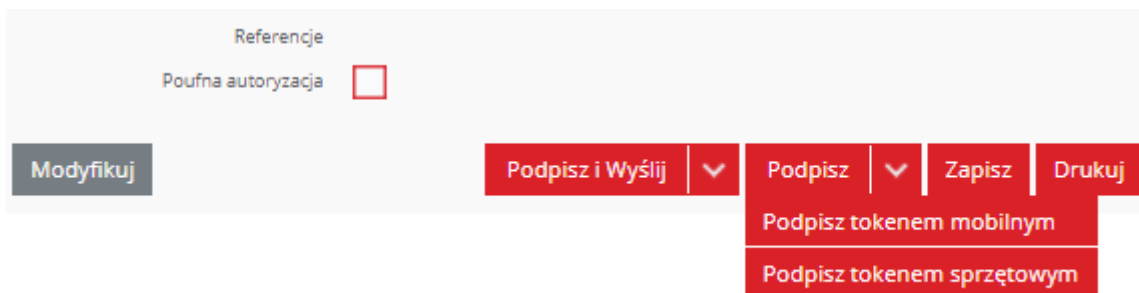 Referencje
Poufna autoryzacja
Modyfikuj Podpisz i Wyślij Podpisz Zapisz Drukuj
Podpisz tokenem mobilnym
Podpisz tokenem sprzętowym